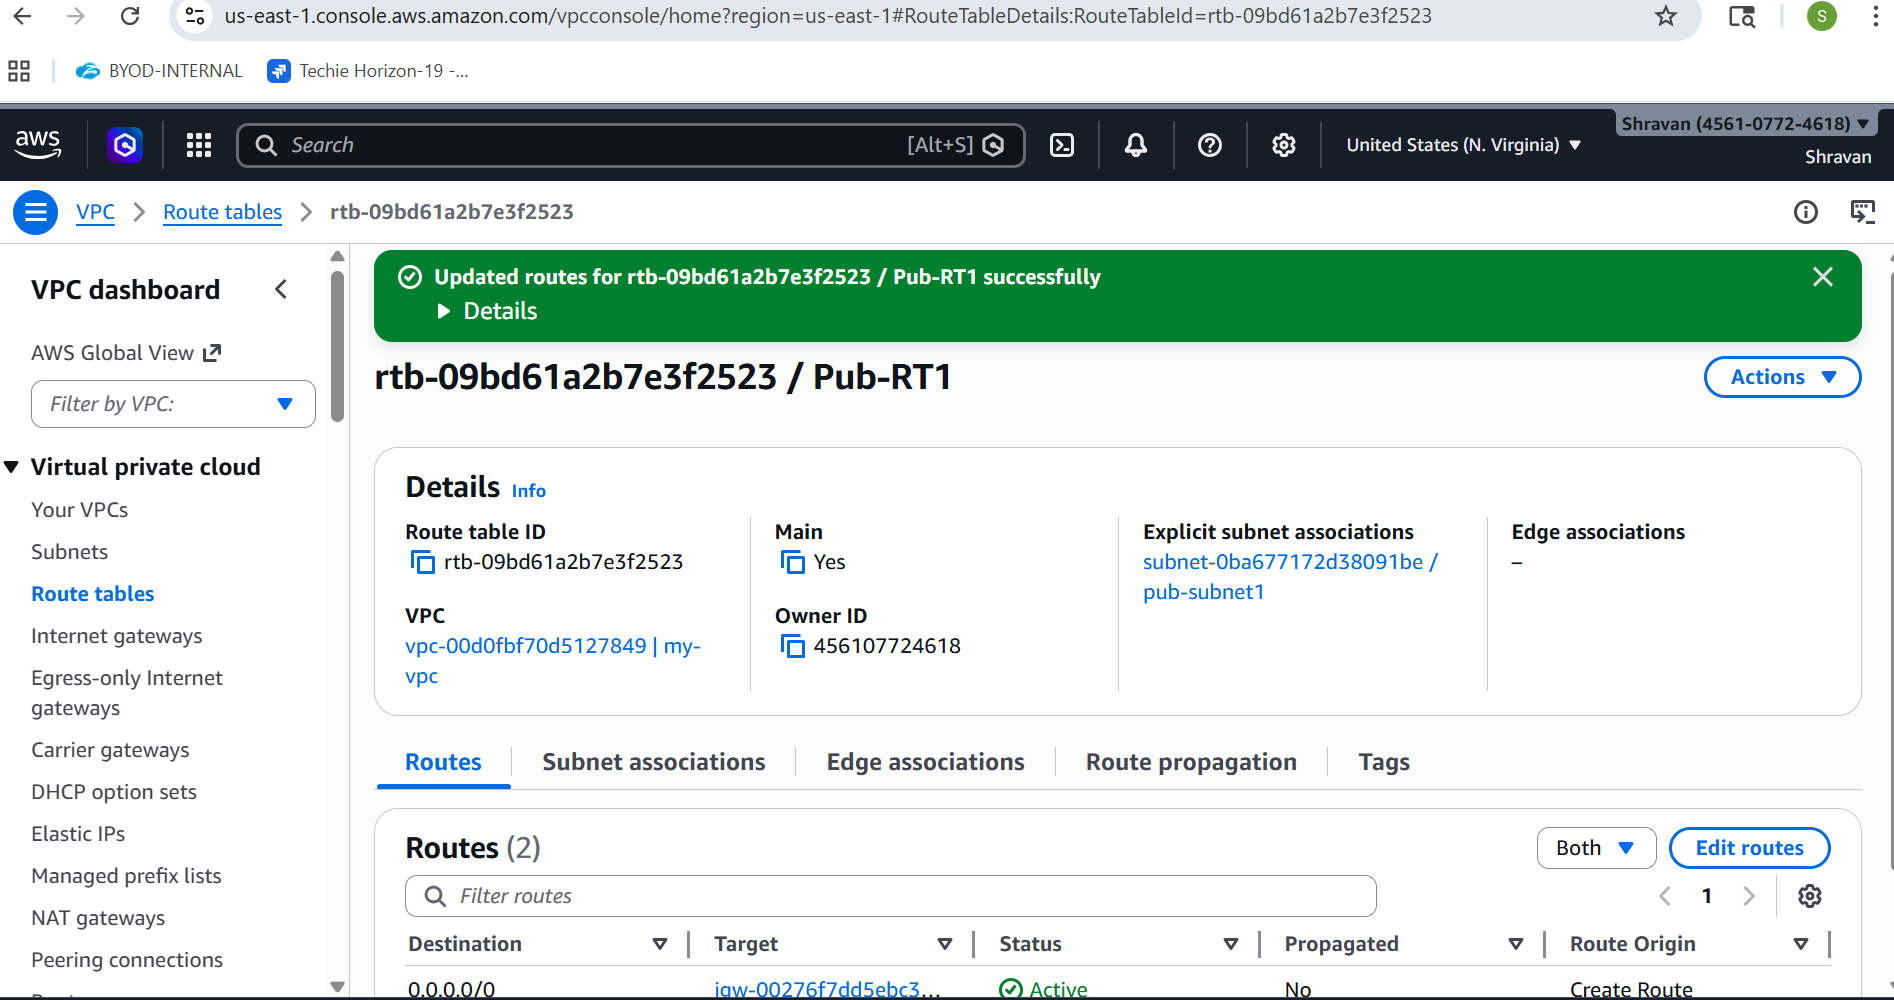 us-east-1.console.aws.amazon.com/vpcconsole/home?region=us-east-1#RouteTableDetails:RouteTableId=rtb-09bd61a2b7e3f2523
S
BYOD-INTERNAL
Techie Horizon-19 -...
aws
Search
[Alt+S]
United States (N. Virginia)
Shravan (4561-0772-4618)
Shravan
VPC
Route tables
rtb-09bd61a2b7e3f2523
VPC dashboard
AWS Global View
Filter by VPC:
Virtual private cloud
Your VPCs
Subnets
Route tables
Internet gateways
Egress-only Internet
gateways
Carrier gateways
DHCP option sets
Elastic IPs
Managed prefix lists
NAT gateways
Peering connections
Updated routes for rtb-09bd61a2b7e3f2523 / Pub-RT1 successfully
Details
rtb-09bd61a2b7e3f2523 / Pub-RT1
Actions
Details Info
Route table ID
rtb-09bd61a2b7e3f2523
VPC
vpc-00d0fbf70d5127849 | my-
vpc
Main
Yes
Owner ID
456107724618
Explicit subnet associations
subnet-0ba677172d38091be /
pub-subnet1
Edge associations
–
Routes
Subnet associations
Edge associations
Route propagation
Tags
Routes (2)
Both
Edit routes
Filter routes
1
Destination
Target
Status
Propagated
Route Origin
0.0.0.0/0
igw-00276f7dd5ebc3...
Active
No
Create Route